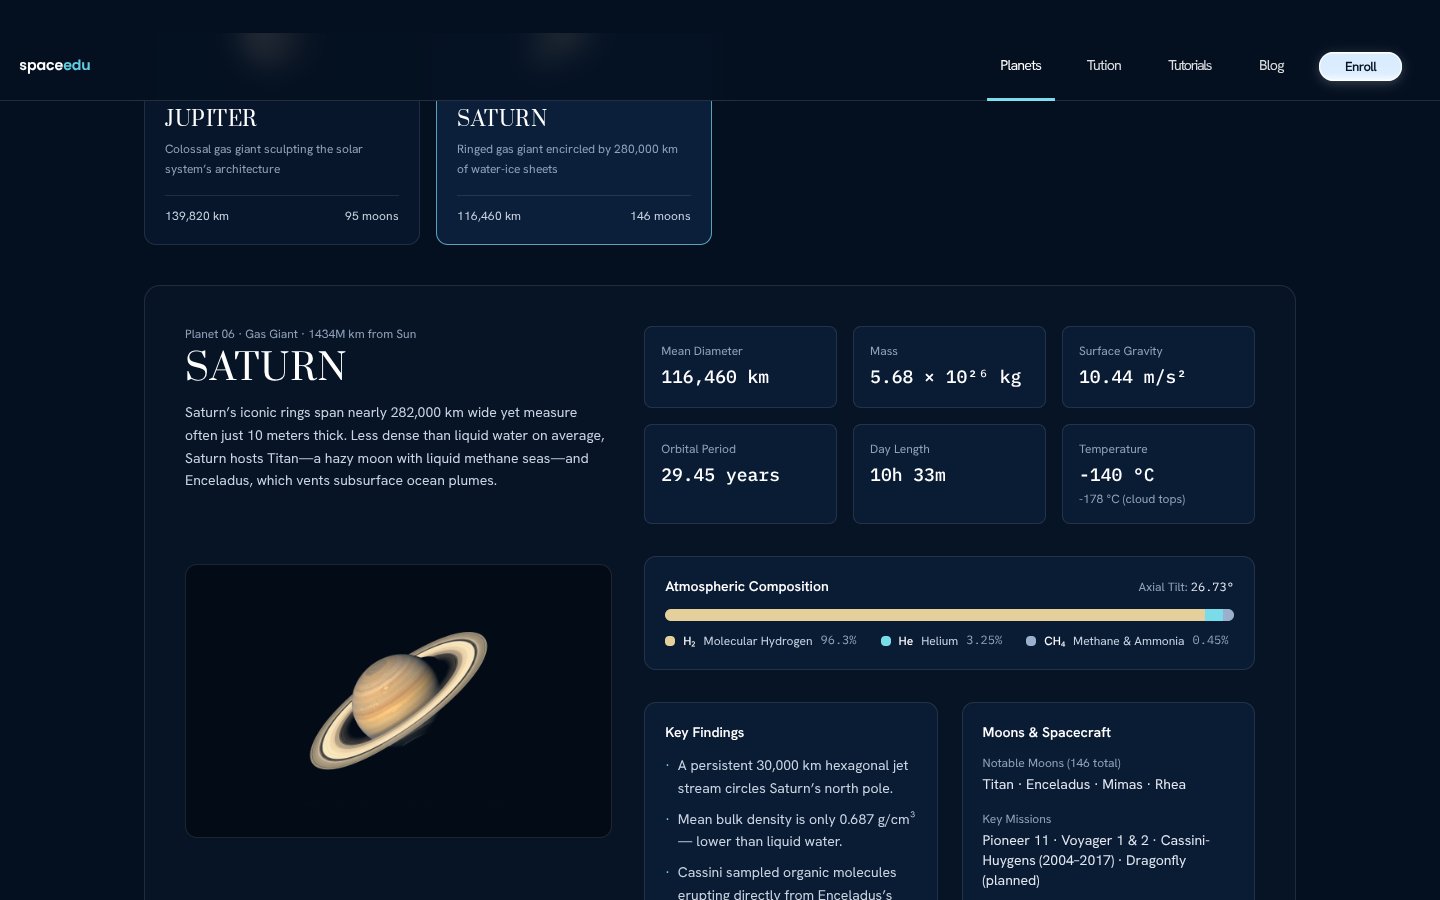 spaceedu
Planets
Tution
Tutorials
Blog
Enroll
JUPITER
Colossal gas giant sculpting the solar
system’s architecture
139,820 km
95 moons
SATURN
Ringed gas giant encircled by 280,000 km
of water-ice sheets
116,460 km
146 moons
Planet 06 · Gas Giant · 1434M km from Sun
SATURN
Saturn’s iconic rings span nearly 282,000 km wide yet measure
often just 10 meters thick. Less dense than liquid water on average,
Saturn hosts Titan—a hazy moon with liquid methane seas—and
Enceladus, which vents subsurface ocean plumes.
Mean Diameter
116,460 km
Mass
5.68 × 10²⁶ kg
Surface Gravity
10.44 m/s²
Orbital Period
29.45 years
Day Length
10h 33m
Temperature
-140 °C
-178 °C (cloud tops)
Atmospheric Composition
Axial Tilt: 26.73°
H₂ Molecular Hydrogen 96.3%
He Helium 3.25%
CH₄ Methane & Ammonia 0.45%
Key Findings
· A persistent 30,000 km hexagonal jet
stream circles Saturn’s north pole.
· Mean bulk density is only 0.687 g/cm³
— lower than liquid water.
· Cassini sampled organic molecules
erupting directly from Enceladus’s
Moons & Spacecraft
Notable Moons (146 total)
Titan · Enceladus · Mimas · Rhea
Key Missions
Pioneer 11 · Voyager 1 & 2 · Cassini-
Huygens (2004–2017) · Dragonfly
(planned)